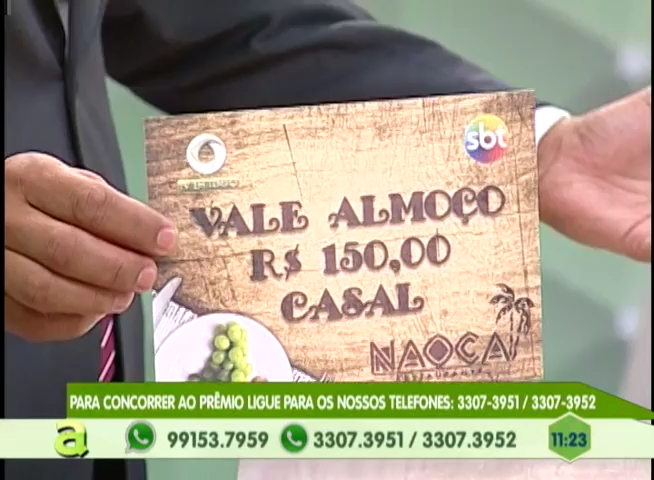 sbt
VALE ALMOÇO
R$ 150,00
CASAL
NAOCA
RESTAURANTE
PARA CONCORRER AO PRÊMIO LIGUE PARA OS NOSSOS TELEFONES: 3307-3951 / 3307-3952
a 99153.7959 3307.3951 / 3307.3952 11:23